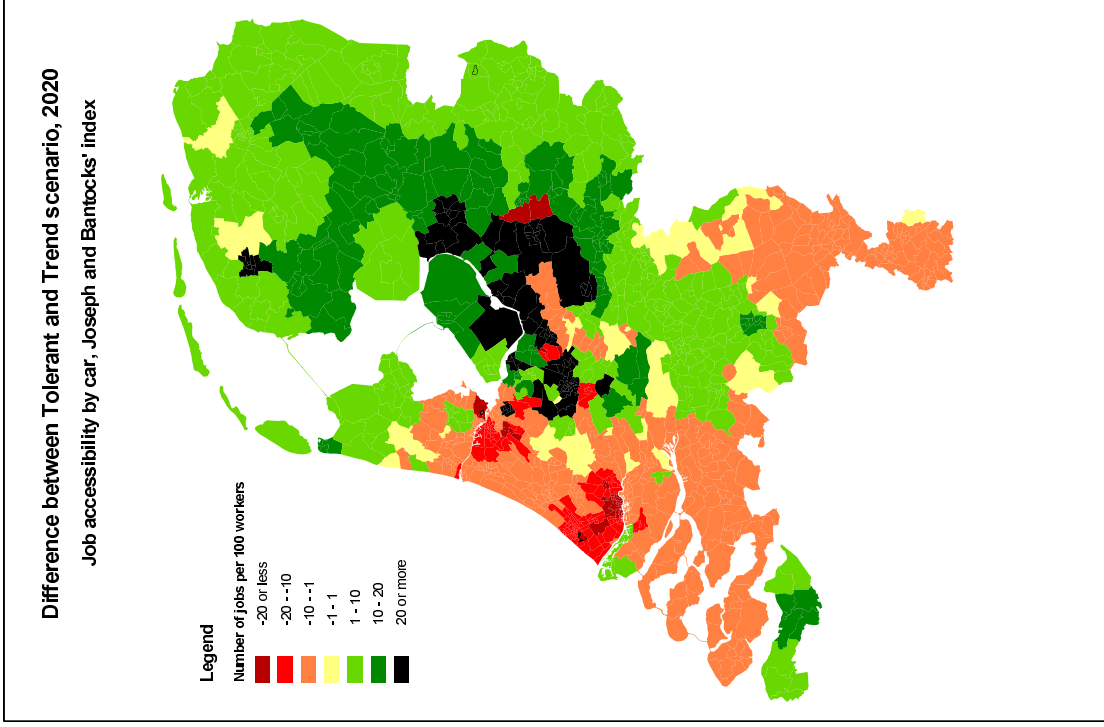 Difference between Tolerant and Trend scenario, 2020
Job accessibility by car, Joseph and Bantocks' index
Legend
Number of jobs per 100 workers
-20 or less
-20 - -10
-10 - -1
-1 - 1
1 - 10
10 - 20
20 or more